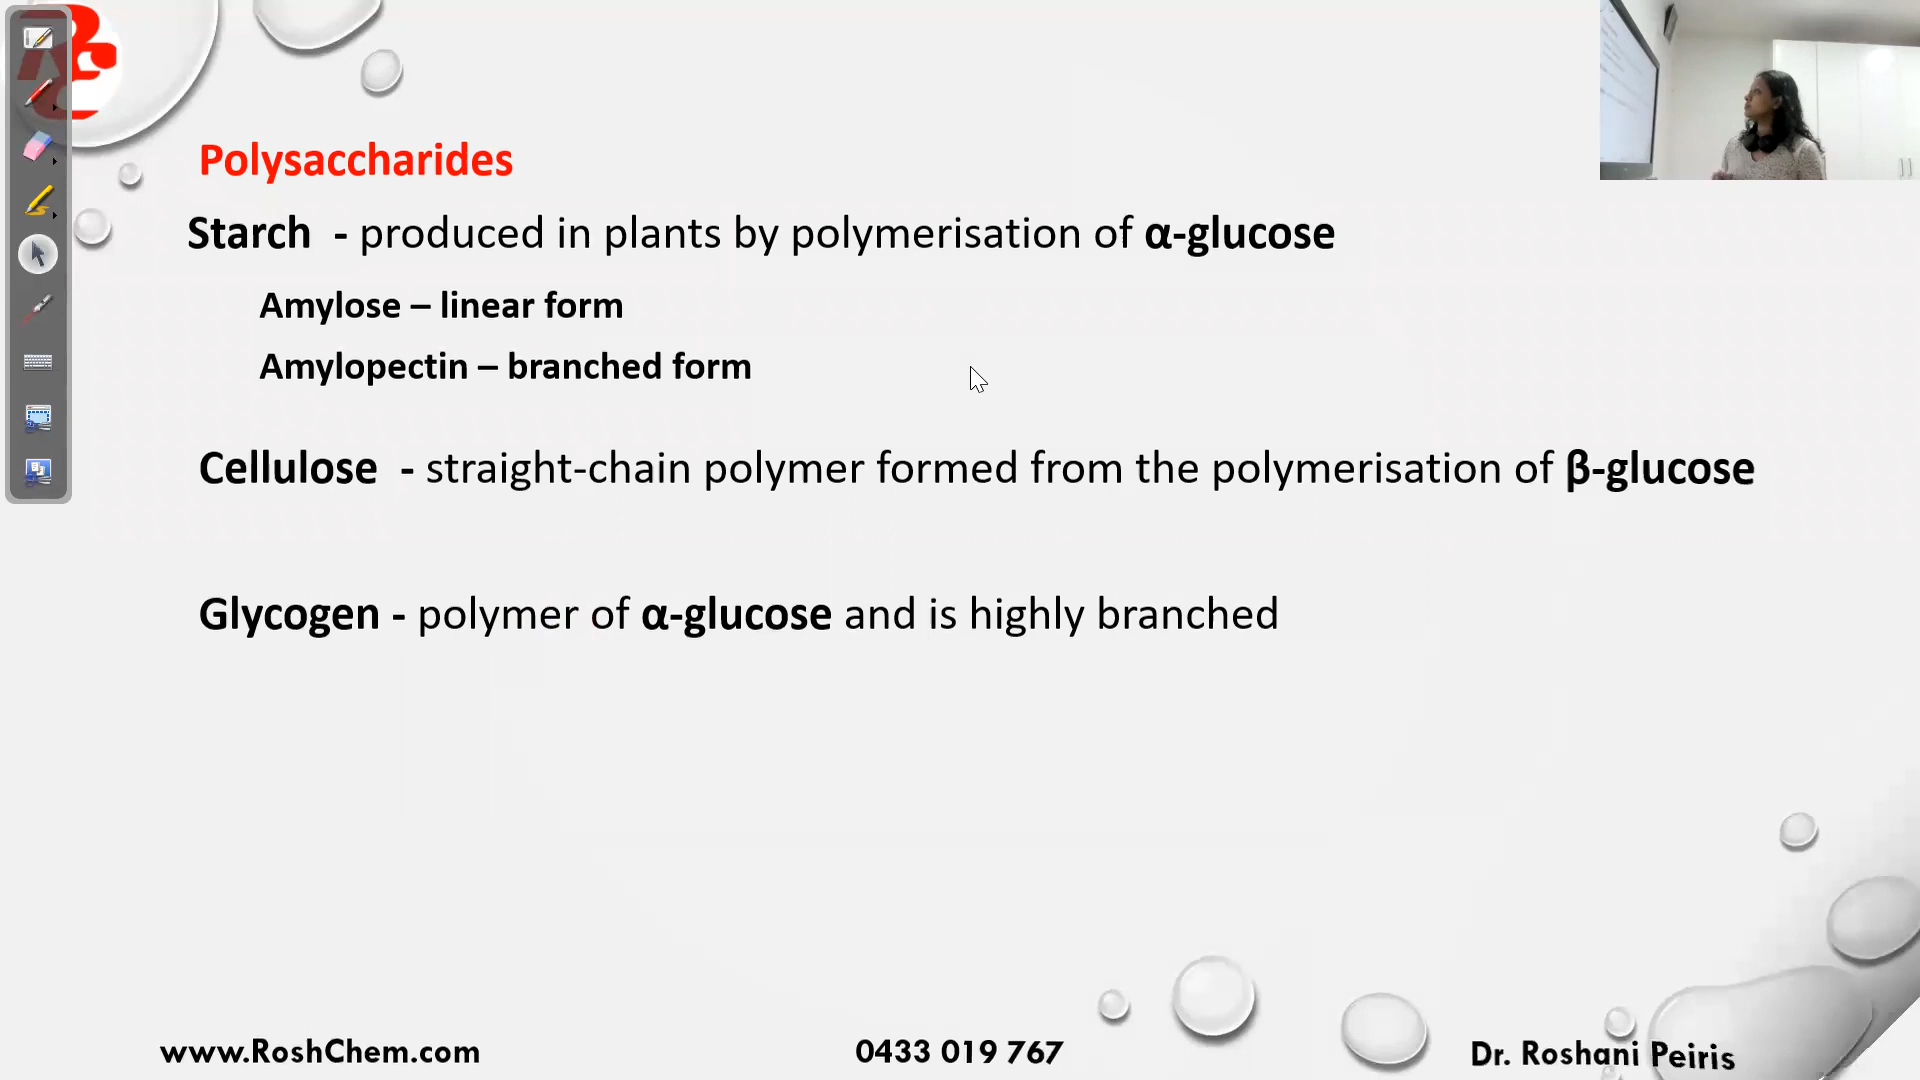 Polysaccharides
Starch - produced in plants by polymerisation of α-glucose
Amylose – linear form
Amylopectin – branched form
Cellulose - straight-chain polymer formed from the polymerisation of β-glucose
Glycogen - polymer of α-glucose and is highly branched
www.RoshChem.com
0433 019 767
Dr. Roshani Peiris